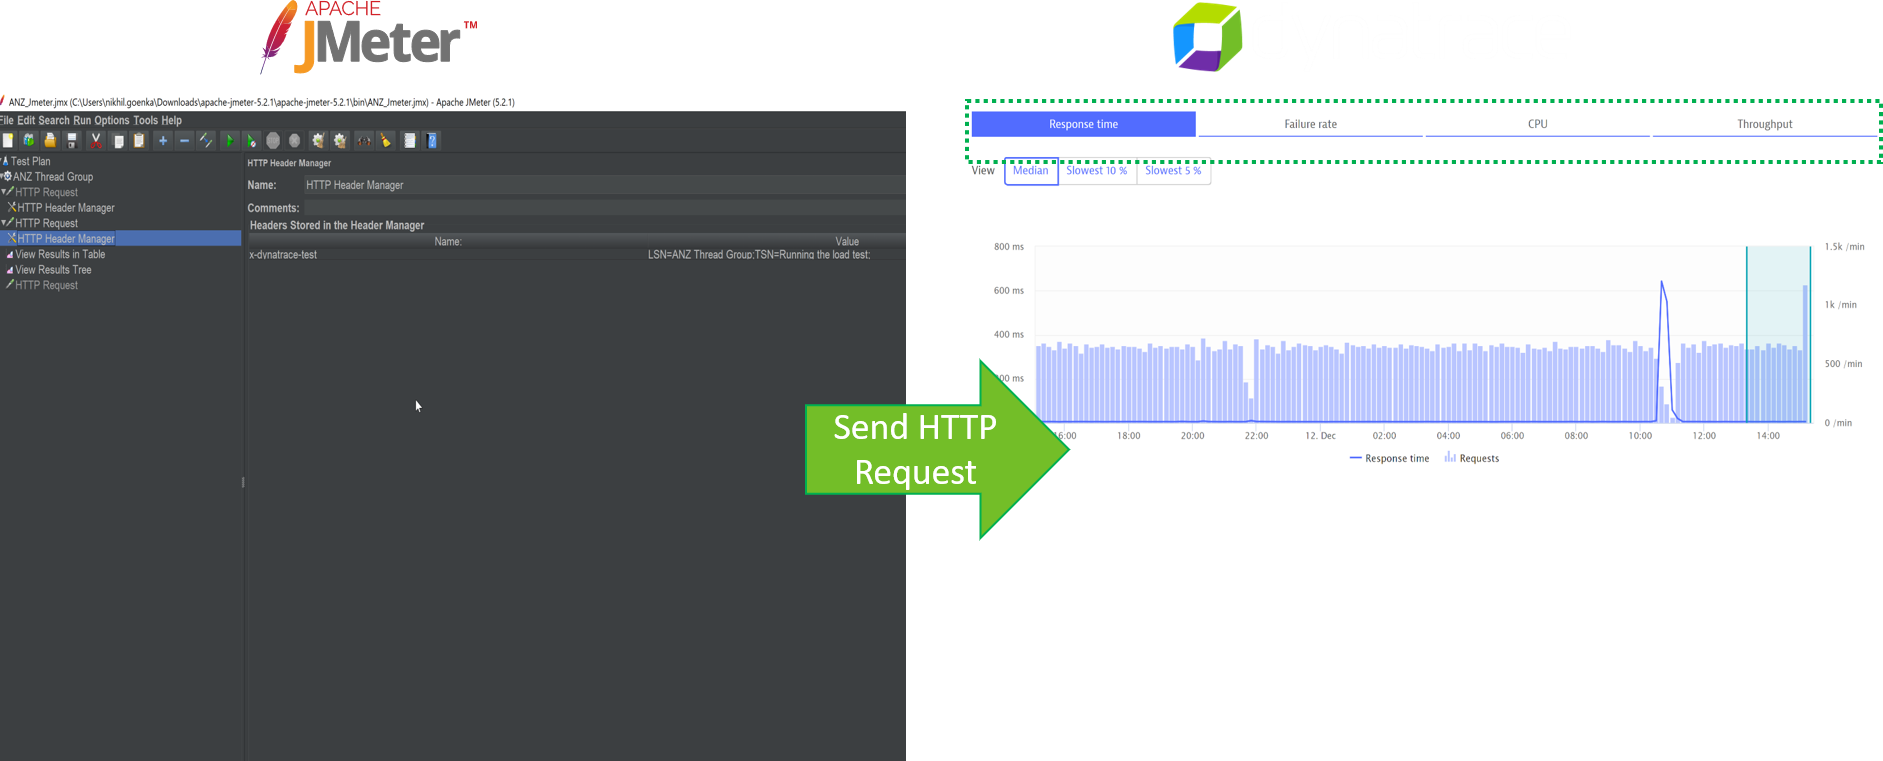 APACHE
JMeter™
ANZ_Jmeter.jmx (C:\Users\nikhil.goenka\Downloads\apache-jmeter-5.2.1\apache-jmeter-5.2.1\bin\ANZ_Jmeter.jmx) - Apache JMeter (5.2.1)
File Edit Search Run Options Tools Help
Test Plan
ANZ Thread Group
HTTP Request
HTTP Header Manager
HTTP Request
HTTP Header Manager
View Results in Table
View Results Tree
HTTP Request
HTTP Header Manager
Name: HTTP Header Manager
Comments:
Headers Stored in the Header Manager
Name: Value
x-dynatrace-test LSN=ANZ Thread Group;TSN=Running the load test;
Send HTTP
Request
Response time Failure rate CPU Throughput
View Median Slowest 10 % Slowest 5 %
800 ms 1.5k /min
600 ms 1k /min
400 ms
500 /min
00 ms
0 /min
16:00 18:00 20:00 22:00 12. Dec 02:00 04:00 06:00 08:00 10:00 12:00 14:00
Response time Requests